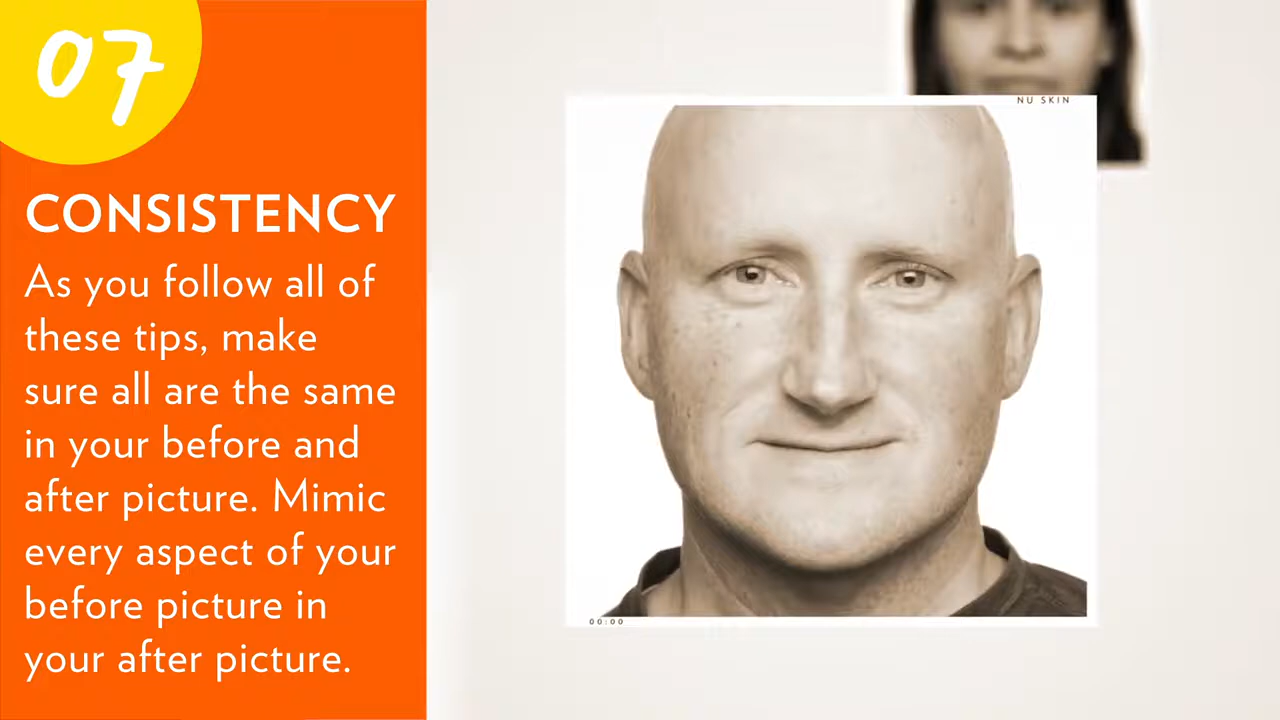 07
CONSISTENCY
As you follow all of
these tips, make
sure all are the same
in your before and
after picture. Mimic
every aspect of your
before picture in
your after picture.
NU SKIN
00:00